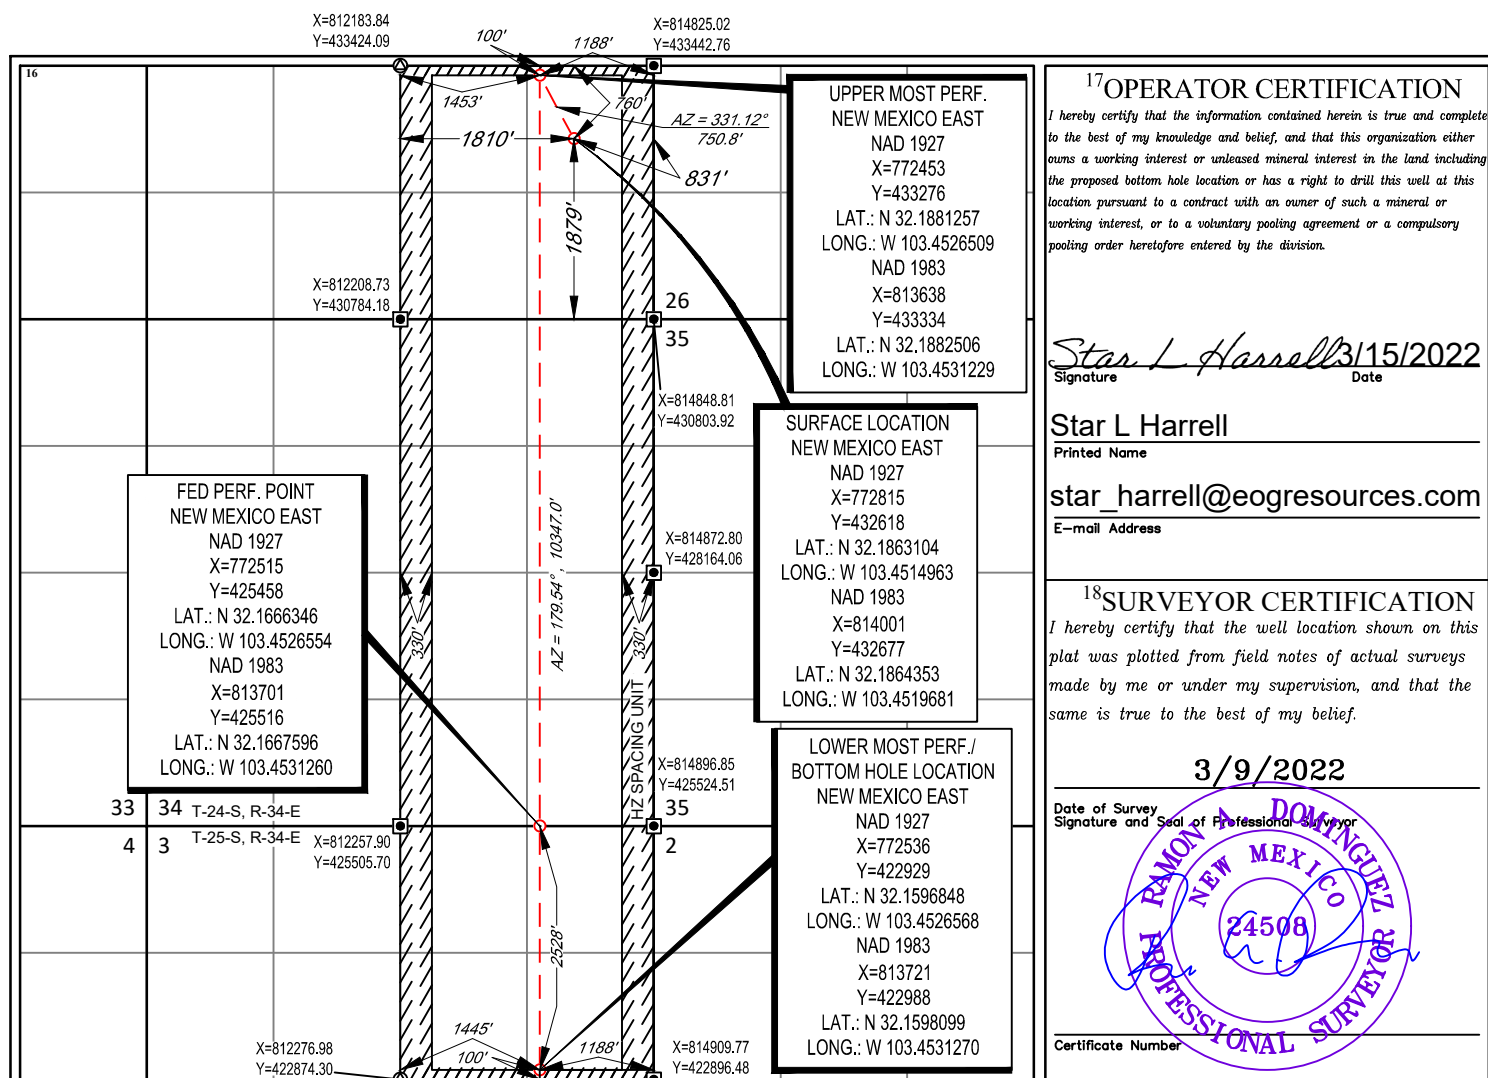 X=812183.84
Y=433424.09
100'
1188'
X=814825.02
Y=433442.76
16
1453'
760'
AZ = 331.12°
750.8'
1810'
831'
1879'
UPPER MOST PERF.
NEW MEXICO EAST
NAD 1927
X=772453
Y=433276
LAT.: N 32.1881257
LONG.: W 103.4526509
NAD 1983
X=813638
Y=433334
LAT.: N 32.1882506
LONG.: W 103.4531229
X=812208.73
Y=430784.18
26
35
X=814848.81
Y=430803.92
SURFACE LOCATION
NEW MEXICO EAST
NAD 1927
X=772815
Y=432618
LAT.: N 32.1863104
LONG.: W 103.4514963
NAD 1983
X=814001
Y=432677
LAT.: N 32.1864353
LONG.: W 103.4519681
FED PERF. POINT
NEW MEXICO EAST
NAD 1927
X=772515
Y=425458
LAT.: N 32.1666346
LONG.: W 103.4526554
NAD 1983
X=813701
Y=425516
LAT.: N 32.1667596
LONG.: W 103.4531260
AZ = 179.54°, 10347.0'
X=814872.80
Y=428164.06
330'
330'
HZ SPACING UNIT
LOWER MOST PERF./
BOTTOM HOLE LOCATION
NEW MEXICO EAST
NAD 1927
X=772536
Y=422929
LAT.: N 32.1596848
LONG.: W 103.4526568
NAD 1983
X=813721
Y=422988
LAT.: N 32.1598099
LONG.: W 103.4531270
X=814896.85
Y=425524.51
33 34 T-24-S, R-34-E
35
4 3 T-25-S, R-34-E
2
X=812257.90
Y=425505.70
2528'
1445'
100'
1188'
X=812276.98
Y=422874.30
X=814909.77
Y=422896.48
17 OPERATOR CERTIFICATION
I hereby certify that the information contained herein is true and complete
to the best of my knowledge and belief, and that this organization either
owns a working interest or unleased mineral interest in the land including
the proposed bottom hole location or has a right to drill this well at this
location pursuant to a contract with an owner of such a mineral or
working interest, or to a voluntary pooling agreement or a compulsory
pooling order heretofore entered by the division.
Star L Harrell 3/15/2022
Signature Date
Star L Harrell
Printed Name
star_harrell@eogresources.com
E-mail Address
18 SURVEYOR CERTIFICATION
I hereby certify that the well location shown on this
plat was plotted from field notes of actual surveys
made by me or under my supervision, and that the
same is true to the best of my belief.
3/9/2022
Date of Survey
Signature and Seal of Professional Surveyor
RAMON A. DOMINGUEZ
NEW MEXICO
24508
PROFESSIONAL SURVEYOR
Certificate Number